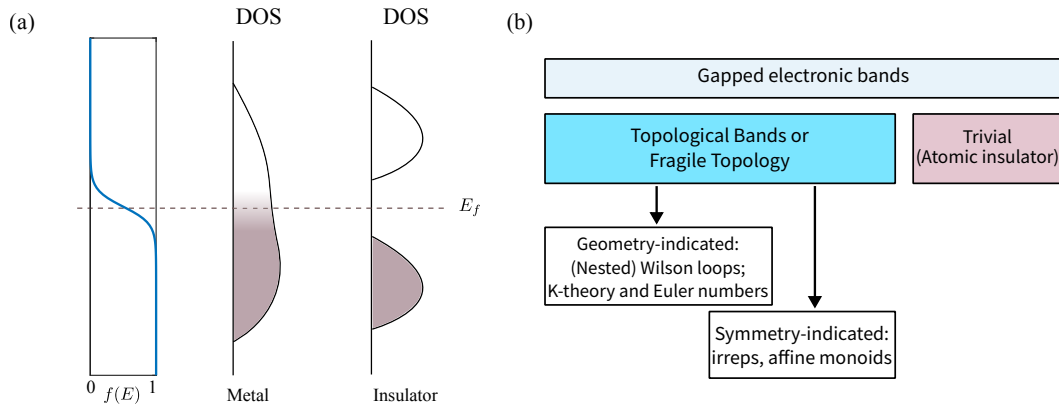 (a)
DOS
DOS
E_f
0
f(E)
1
Metal
Insulator
(b)
Gapped electronic bands
Topological Bands or
Fragile Topology
Trivial
(Atomic insulator)
Geometry-indicated:
(Nested) Wilson loops;
K-theory and Euler numbers
Symmetry-indicated:
irreps, affine monoids